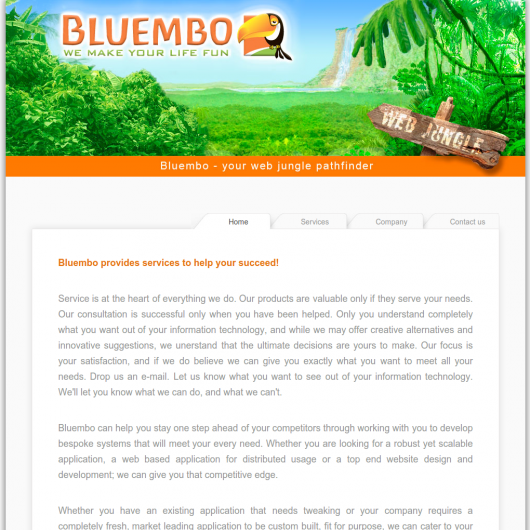 BLUEMBO
WE MAKE YOUR LIFE FUN
WEB JUNGLE
Bluembo - your web jungle pathfinder
Home Services Company Contact us
Bluembo provides services to help your succeed!
Service is at the heart of everything we do. Our products are valuable only if they serve your needs.
Our consultation is successful only when you have been helped. Only you understand completely
what you want out of your information technology, and while we may offer creative alternatives and
innovative suggestions, we unerstand that the ultimate decisions are yours to make. Our focus is
your satisfaction, and if we do believe we can give you exactly what you want to meet all your
needs. Drop us an e-mail. Let us know what you want to see out of your information technology.
We'll let you know what we can do, and what we can't.
Bluembo can help you stay one step ahead of your competitors through working with you to develop
bespoke systems that will meet your every need. Whether you are looking for a robust yet scalable
application, a web based application for distributed usage or a top end website design and
development; we can give you that competitive edge.
Whether you have an existing application that needs tweaking or your company requires a
completely fresh, market leading application to be custom built, fit for purpose, we can cater to your